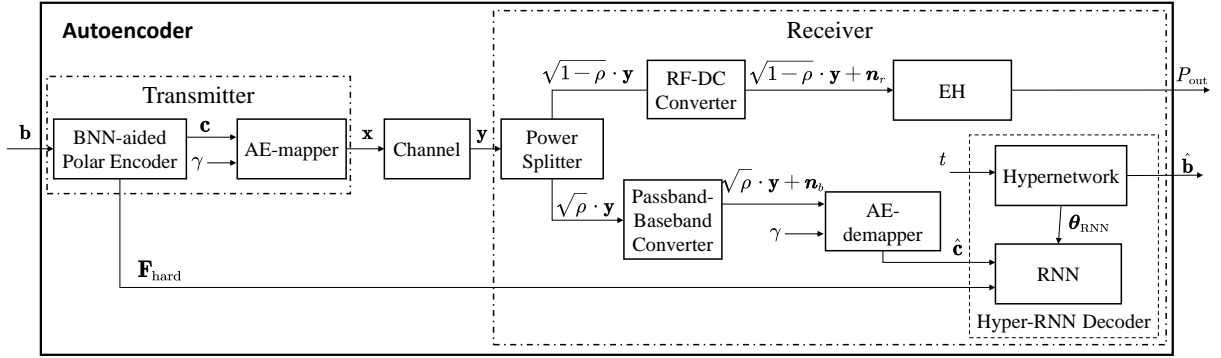 Autoencoder
Receiver
Transmitter
b
BNN-aided
Polar Encoder
c
γ
AE-mapper
x
Channel
y
Power
Splitter
√1−ρ · y
RF-DC
Converter
√1−ρ · y + n_r
EH
P_out
√ρ · y
Passband-
Baseband
Converter
√ρ · y + n_b
γ
AE-
demapper
ĉ
t
Hypernetwork
b̂
θ_RNN
RNN
Hyper-RNN Decoder
F_hard